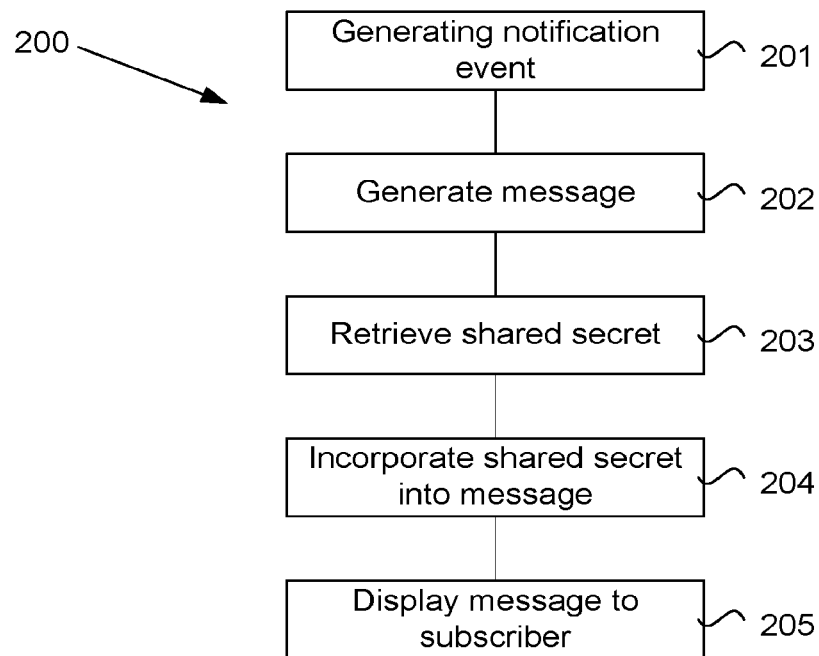 200
Generating notification
event
201
Generate message
202
Retrieve shared secret
203
Incorporate shared secret
into message
204
Display message to
subscriber
205